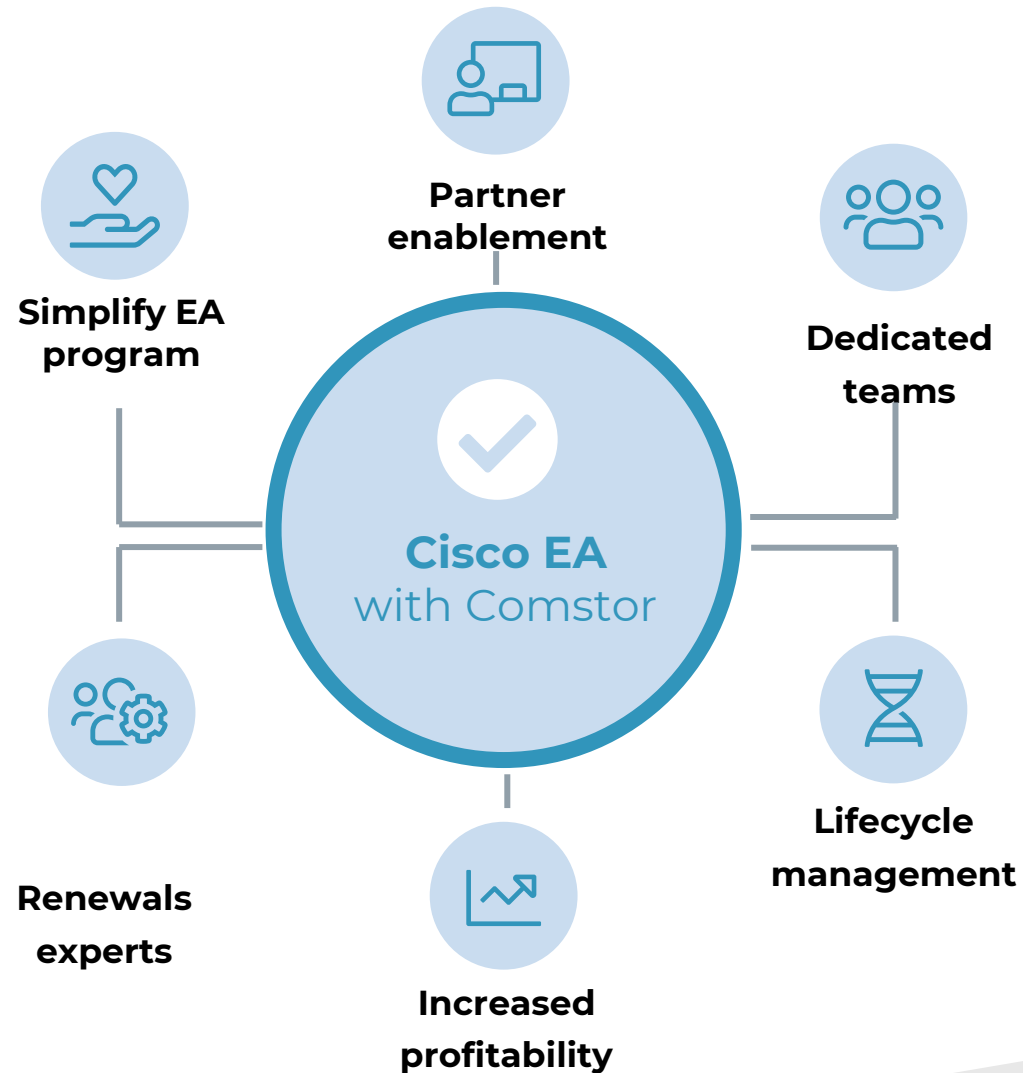 Partner
enablement
Simplify EA
program
Dedicated
teams
Cisco EA
with Comstor
Lifecycle
management
Renewals
experts
Increased
profitability